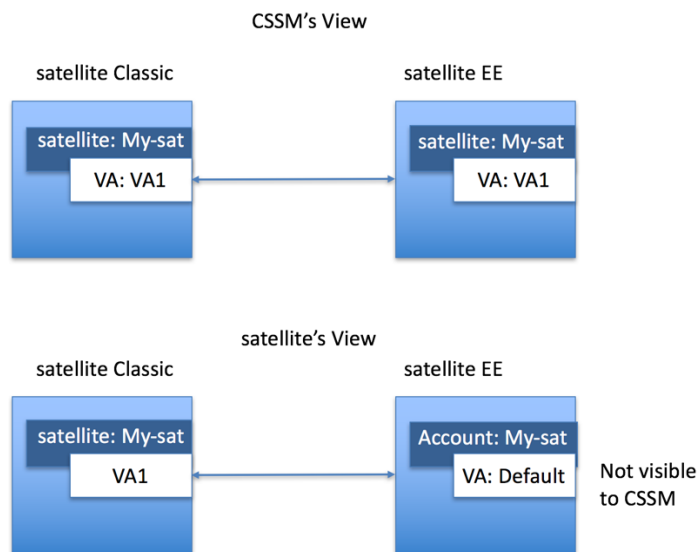 CSSM's View
satellite Classic
satellite EE
satellite: My-sat
satellite: My-sat
VA: VA1
VA: VA1
satellite's View
satellite Classic
satellite EE
satellite: My-sat
Account: My-sat
VA1
VA: Default
Not visible
to CSSM